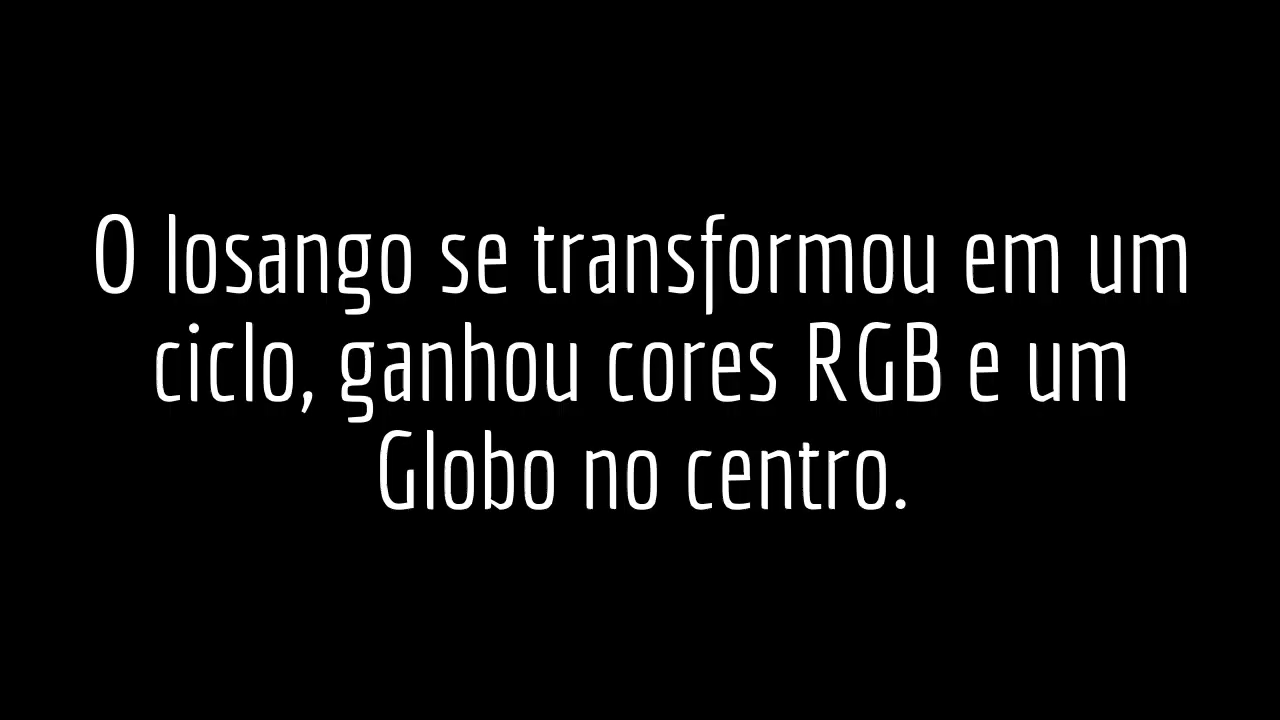 O losango se transformou em um
ciclo, ganhou cores RGB e um
Globo no centro.